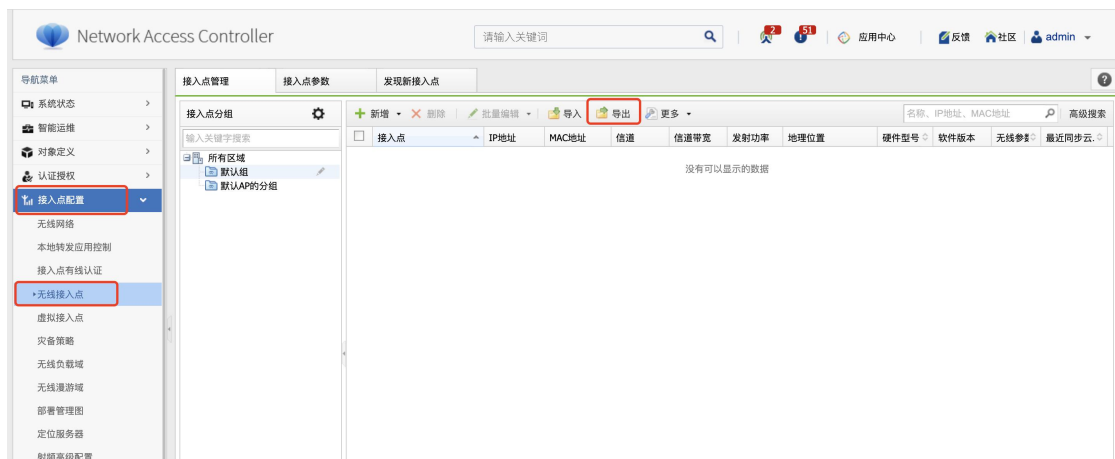 Network Access Controller
请输入关键词
2
51
应用中心
反馈
社区
admin
导航菜单
接入点管理
接入点参数
发现新接入点
系统状态
智能运维
对象定义
认证授权
接入点配置
无线网络
本地转发应用控制
接入点有线认证
无线接入点
虚拟接入点
灾备策略
无线负载域
无线漫游域
部署管理图
定位服务器
射频高级配置
接入点分组
输入关键字搜索
所有区域
默认组
默认AP的分组
新增
删除
批量编辑
导入
导出
更多
名称、IP地址、MAC地址
高级搜索
接入点
IP地址
MAC地址
信道
信道带宽
发射功率
地理位置
硬件型号
软件版本
无线参数
最近同步云.
没有可以显示的数据